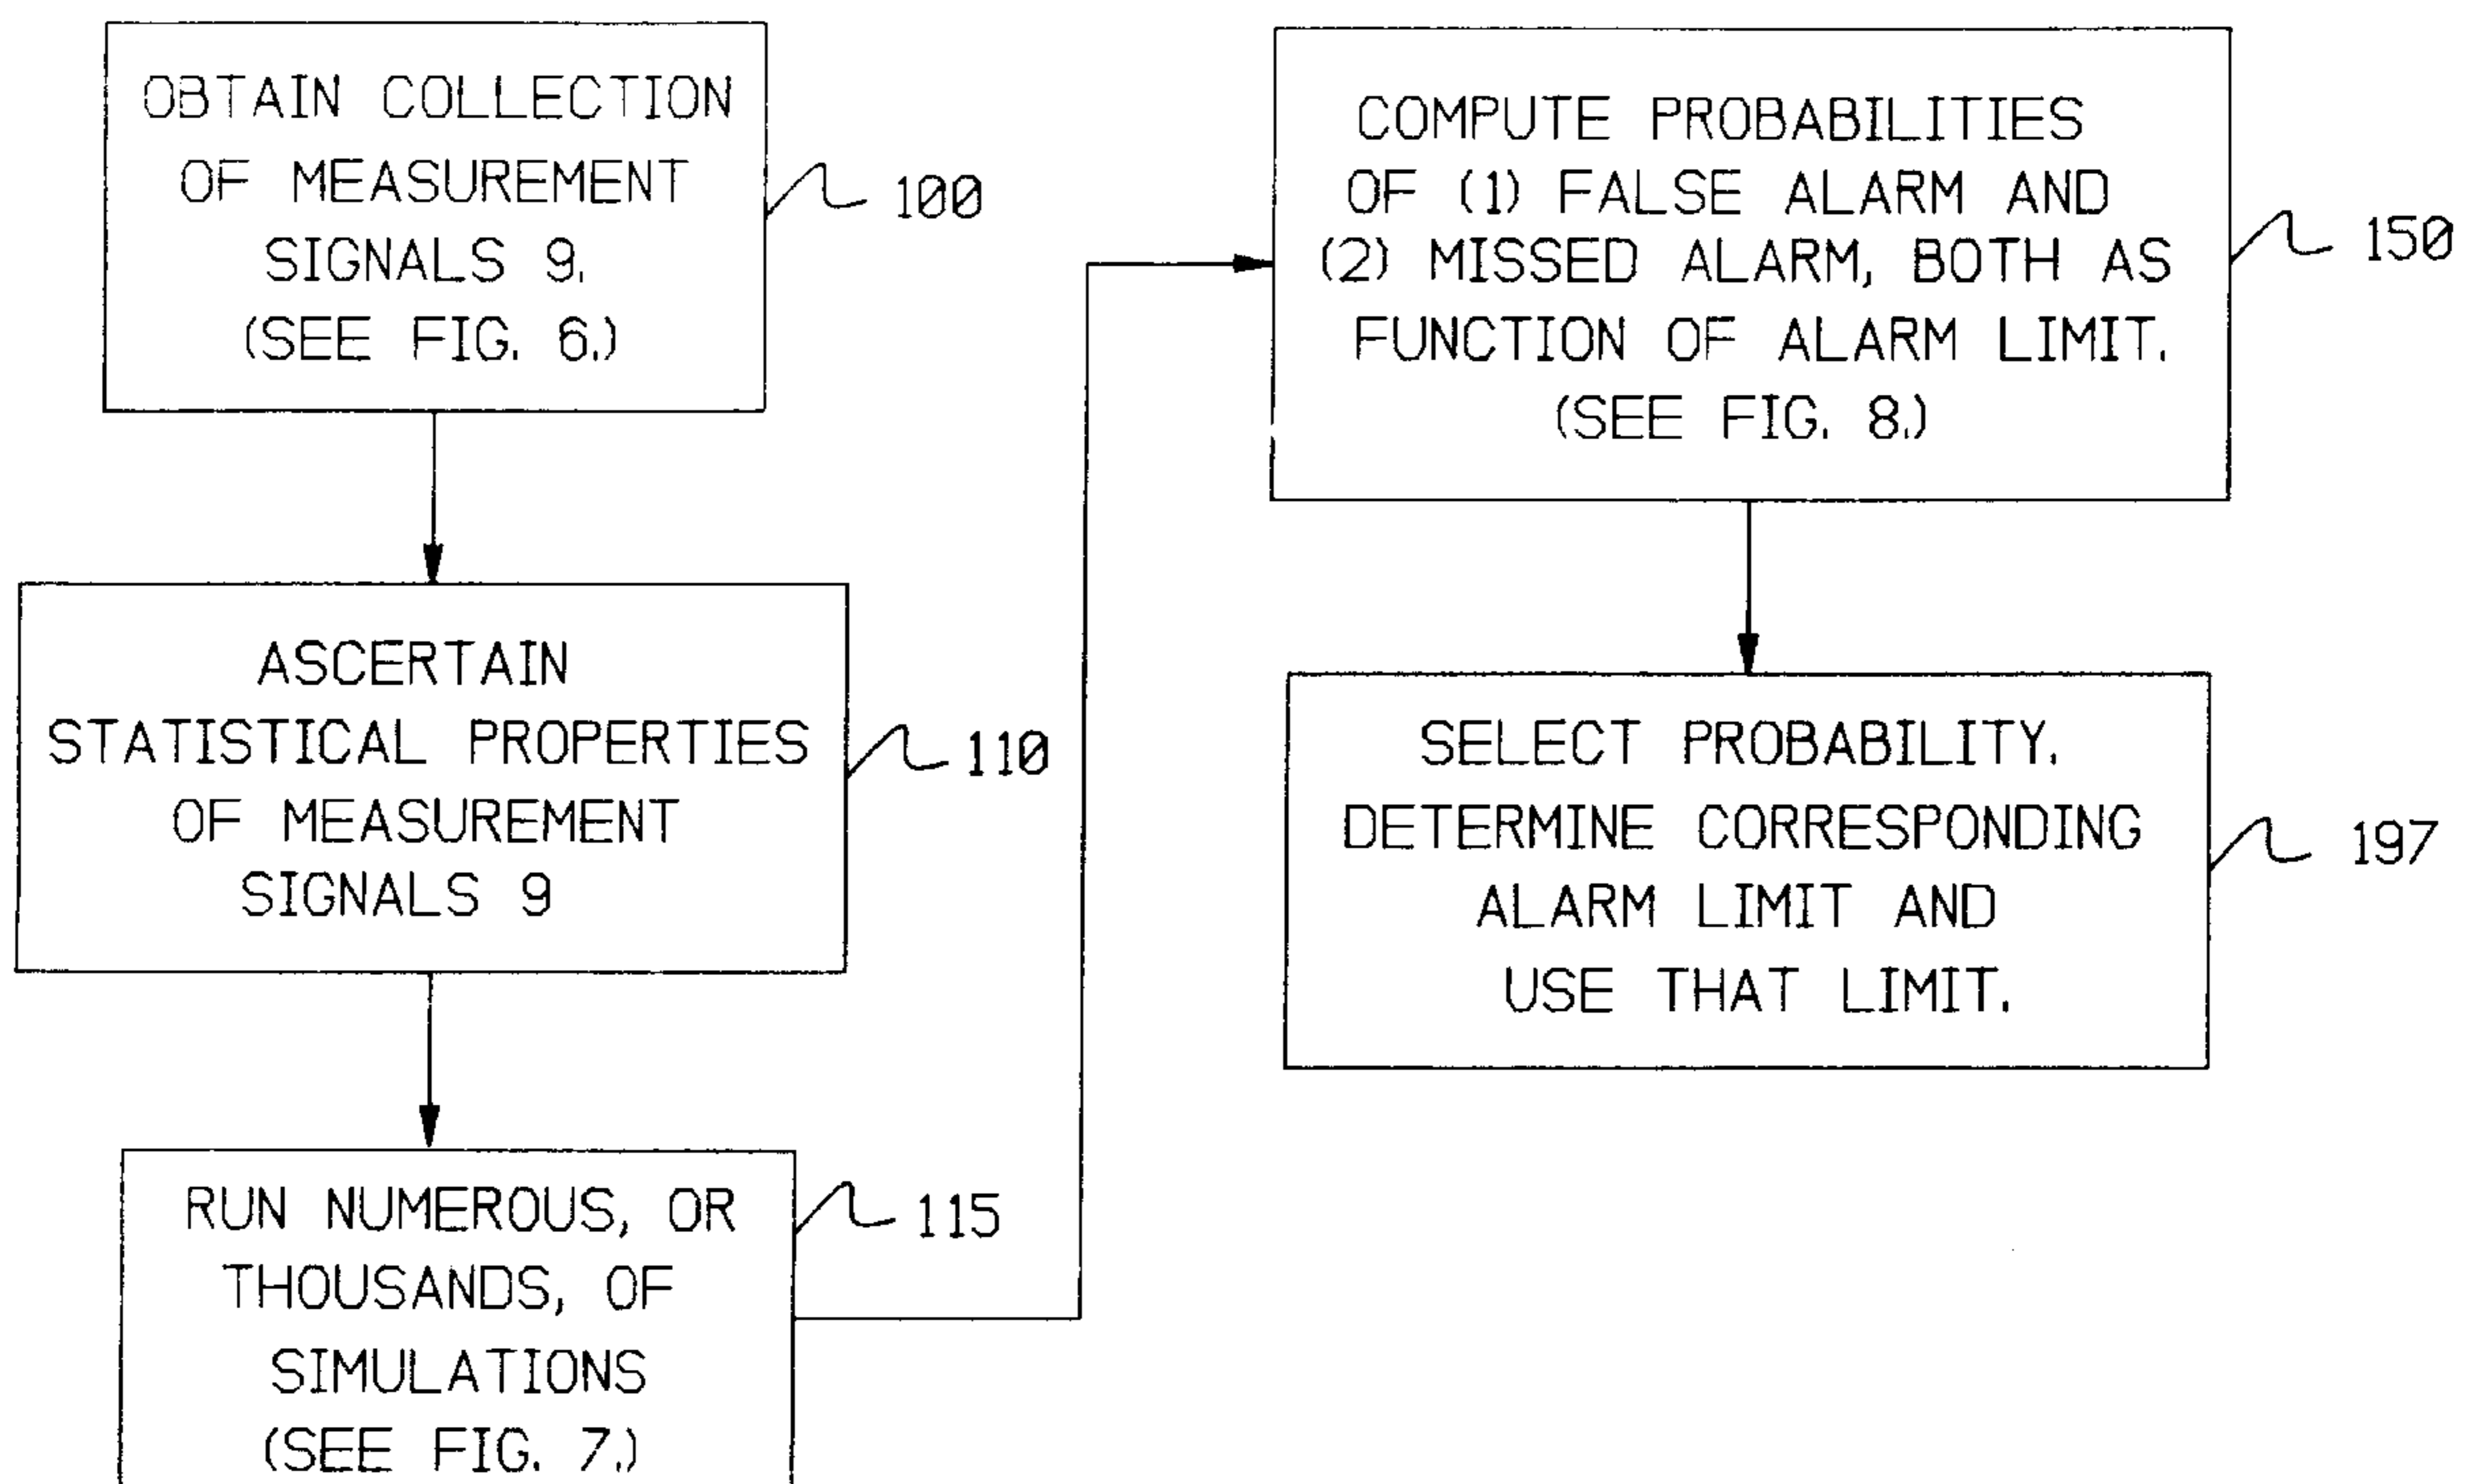 OBTAIN COLLECTION
OF MEASUREMENT
SIGNALS 9.
(SEE FIG. 6.)
100
ASCERTAIN
STATISTICAL PROPERTIES
OF MEASUREMENT
SIGNALS 9
110
RUN NUMEROUS, OR
THOUSANDS, OF
SIMULATIONS
(SEE FIG. 7.)
115
COMPUTE PROBABILITIES
OF (1) FALSE ALARM AND
(2) MISSED ALARM, BOTH AS
FUNCTION OF ALARM LIMIT.
(SEE FIG. 8.)
150
SELECT PROBABILITY.
DETERMINE CORRESPONDING
ALARM LIMIT AND
USE THAT LIMIT.
197